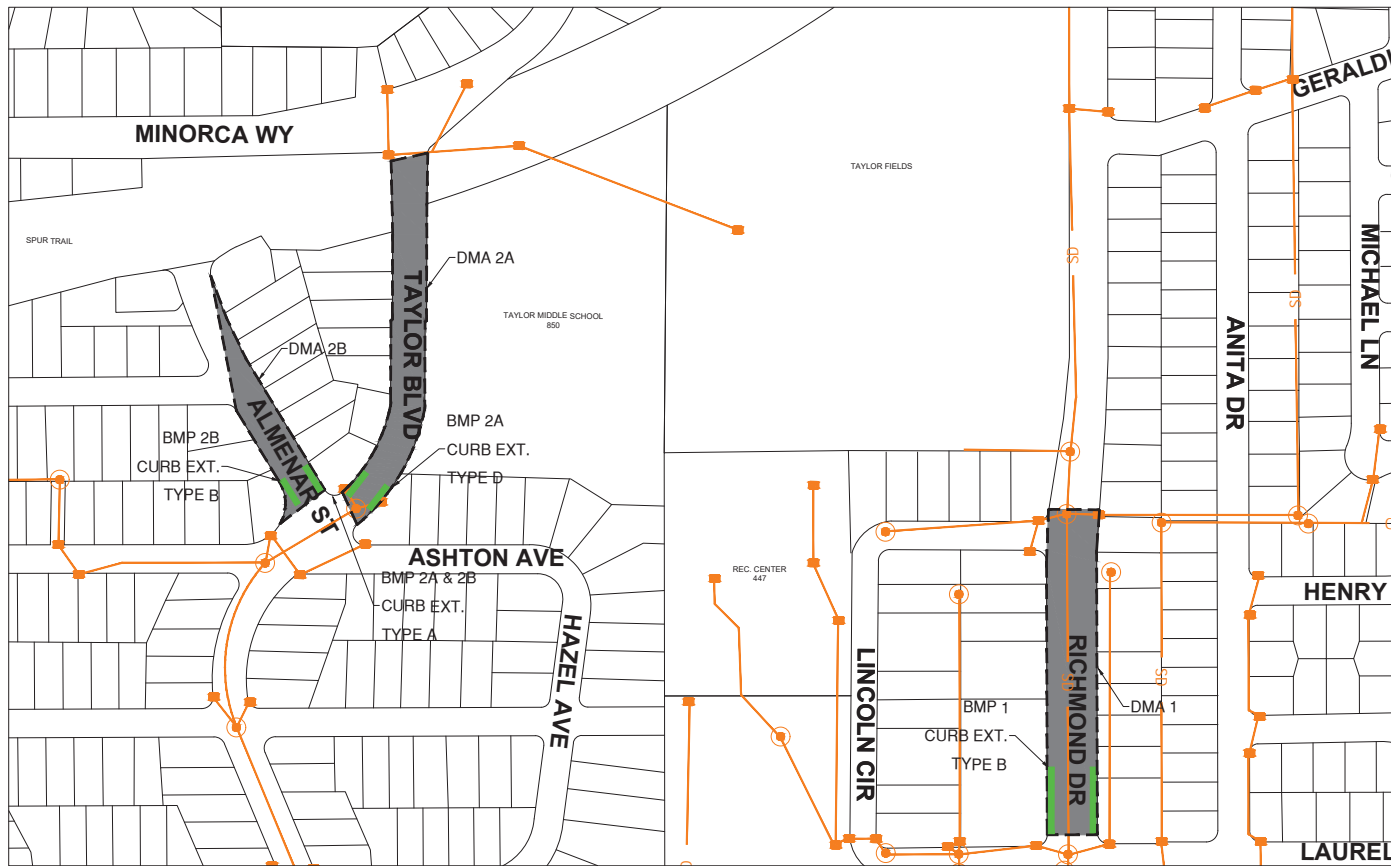 GERALDI
MINORCA WY
TAYLOR FIELDS
SPUR TRAIL
MICHAEL LN
SD
DMA 2A
TAYLOR BLVD
SD
TAYLOR MIDDLE SCHOOL
850
ANITA DR
DMA 2B
ALMENAR ST
BMP 2A
CURB EXT.
TYPE D
BMP 2B
CURB EXT.
TYPE B
ASHTON AVE
BMP 2A & 2B
CURB EXT.
TYPE A
REC. CENTER
447
HENRY
HAZEL AVE
LINCOLN CIR
RICHMOND DR
SD
SD
DMA 1
BMP 1
CURB EXT.
TYPE B
LAUREL